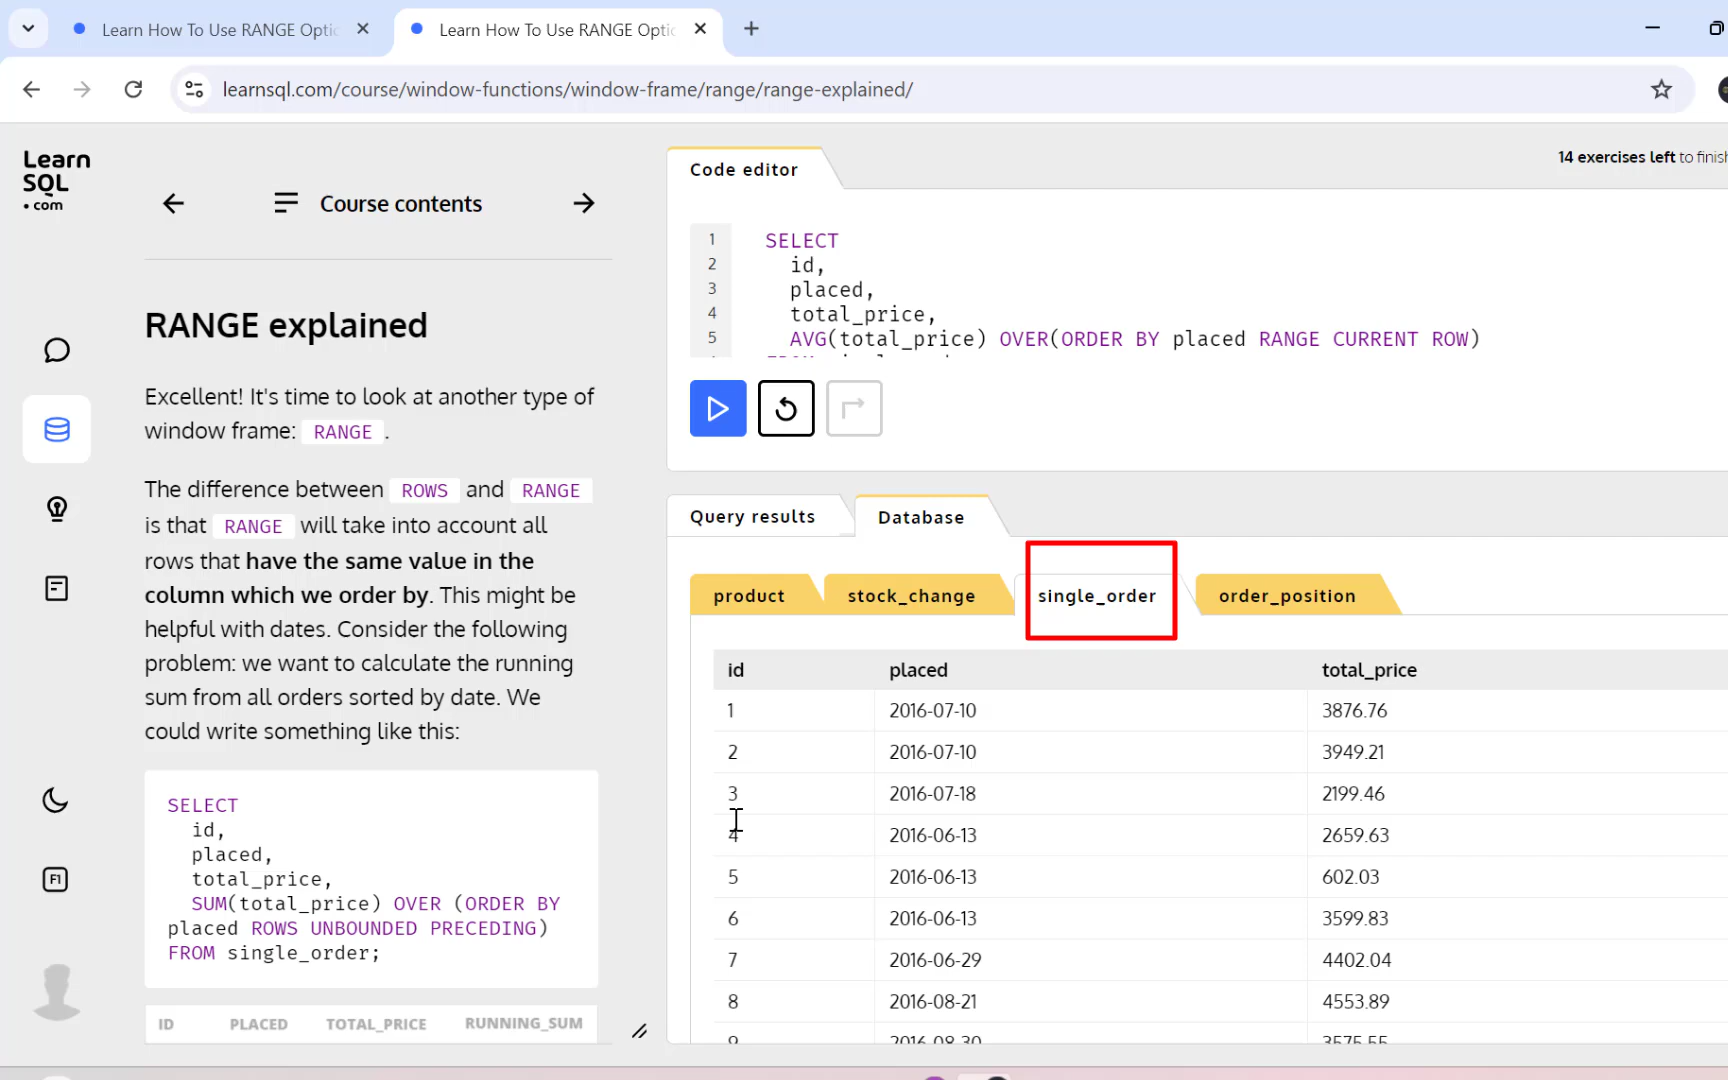 Learn How To Use RANGE Optic
Learn How To Use RANGE Optic
learnsql.com/course/window-functions/window-frame/range/range-explained/
Learn
SQL
.com
Course contents
RANGE explained
Excellent! It's time to look at another type of
window frame: RANGE .
The difference between ROWS and RANGE
is that RANGE will take into account all
rows that have the same value in the
column which we order by. This might be
helpful with dates. Consider the following
problem: we want to calculate the running
sum from all orders sorted by date. We
could write something like this:
SELECT
id,
placed,
total_price,
SUM(total_price) OVER (ORDER BY
placed ROWS UNBOUNDED PRECEDING)
FROM single_order;
ID PLACED TOTAL_PRICE RUNNING_SUM
F1
Code editor
14 exercises left to finish
1 SELECT
2 id,
3 placed,
4 total_price,
5 AVG(total_price) OVER(ORDER BY placed RANGE CURRENT ROW)
Query results
Database
product
stock_change
single_order
order_position
id placed total_price
1 2016-07-10 3876.76
2 2016-07-10 3949.21
3 2016-07-18 2199.46
4 2016-06-13 2659.63
5 2016-06-13 602.03
6 2016-06-13 3599.83
7 2016-06-29 4402.04
8 2016-08-21 4553.89
9 2016-08-30 3575.55